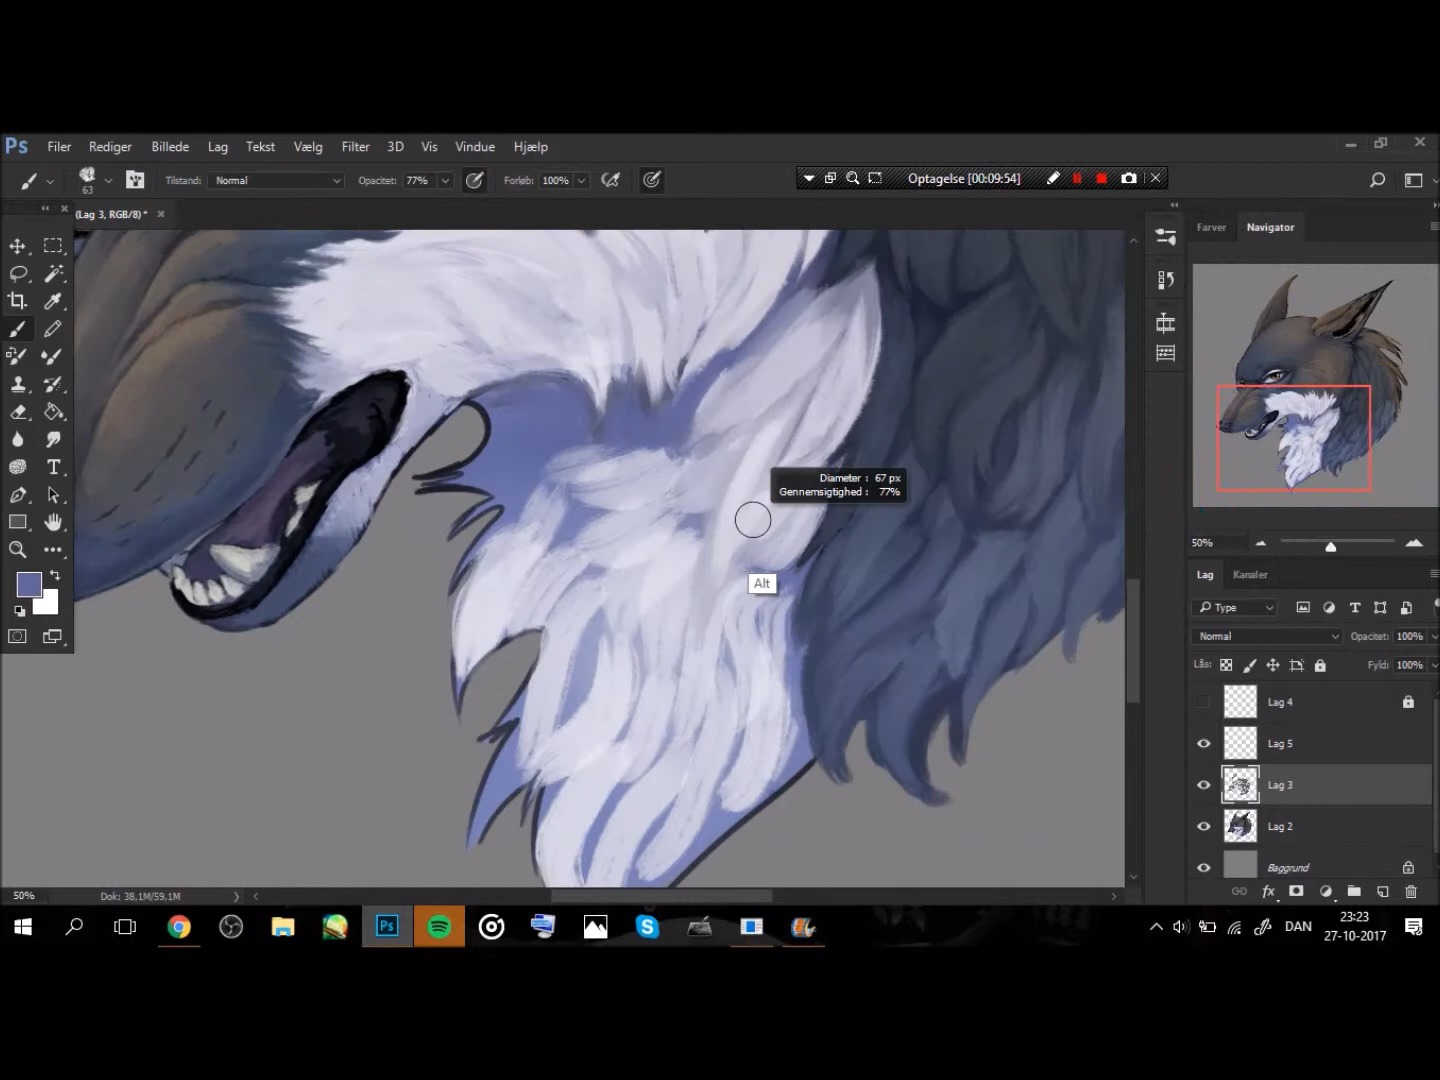 Ps Filer Rediger Billede Lag Tekst Vælg Filter 3D Vis Vindue Hjælp
63 Tilstand: Normal Opacitet: 77% Forløb: 100% Optagelse [00:09:54]
(Lag 3, RGB/8) *
Farver Navigator
Diameter : 67 px
Gennemsigtighed : 77%
Alt
50%
Lag Kanaler
Type
Normal Opacitet: 100%
Lås: Fyld: 100%
Lag 4
Lag 5
Lag 3
Lag 2
Baggrund
50% Dok: 38,1M/59,1M
Ps DAN 23:23
27-10-2017